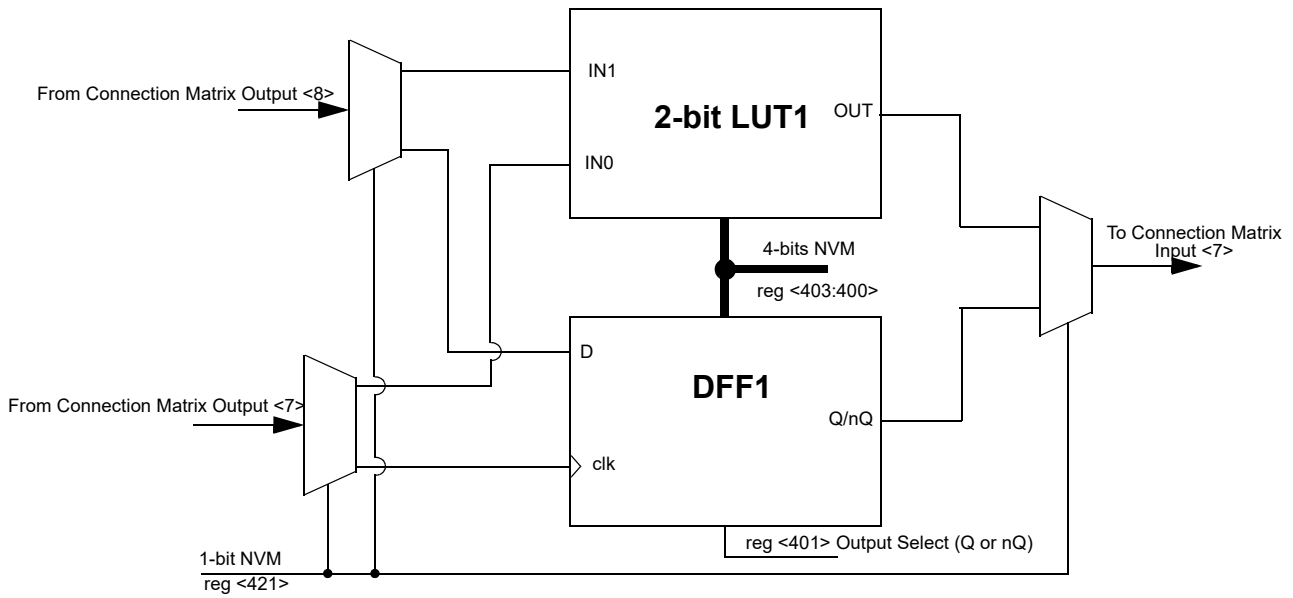 From Connection Matrix Output <8>
IN1
2-bit LUT1
OUT
IN0
To Connection Matrix
Input <7>
4-bits NVM
reg <403:400>
D
DFF1
From Connection Matrix Output <7>
Q/nQ
clk
reg <401> Output Select (Q or nQ)
1-bit NVM
reg <421>